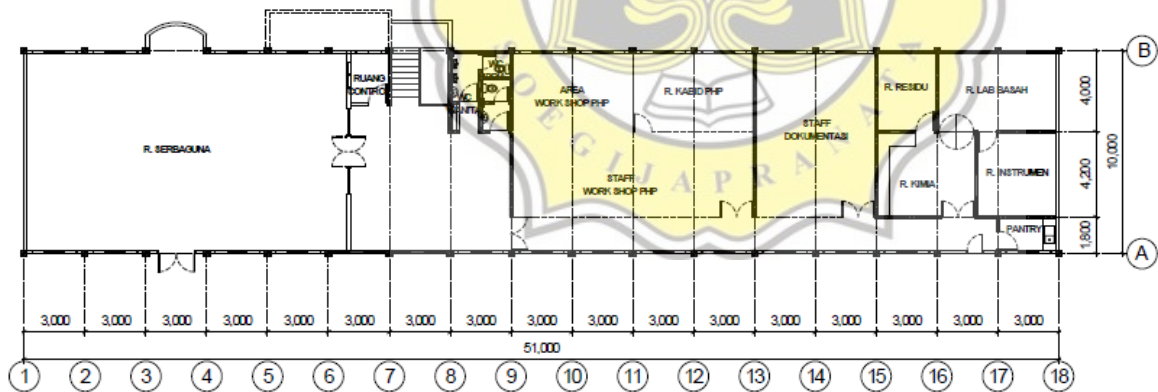 B
RUANG
CONTROL
WC
WC
WANITA
AREA
WORK SHOP PHP
R. KABID PHP
R. RESIDU
R. LAB BASAH
STAFF
DOKUMENTASI
R. SERBAGUNA
STAFF
WORK SHOP PHP
R. KIMIA
R. INSTRUMEN
PANTRY
4,000
4,200
1,800
10,000
SOEGIJAPRANATA
A
3,000 3,000 3,000 3,000 3,000 3,000 3,000 3,000 3,000 3,000 3,000 3,000 3,000 3,000 3,000 3,000 3,000
51,000
1 2 3 4 5 6 7 8 9 10 11 12 13 14 15 16 17 18